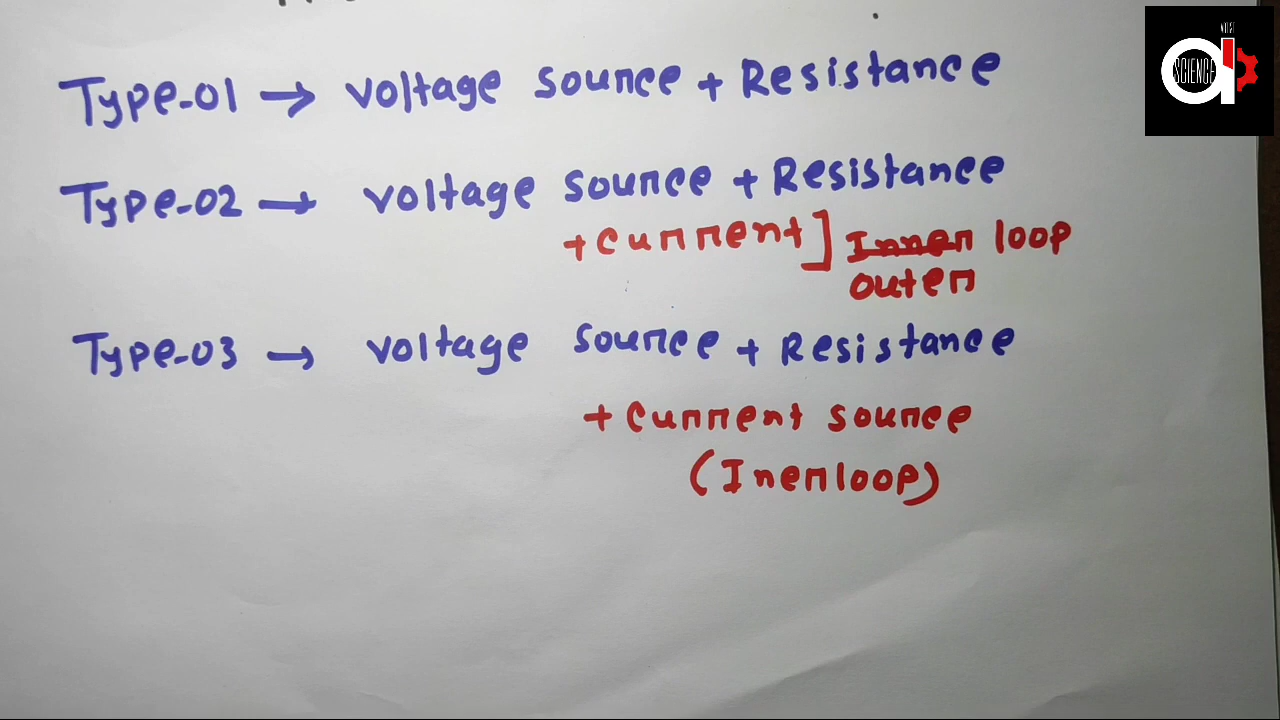 Type-01 → Voltage Source + Resistance
Type-02 → Voltage Source + Resistance
+ Current] Inner loop
outer
Type-03 → Voltage Source + Resistance
+ Current source
(Inerloop)
SCIENCE